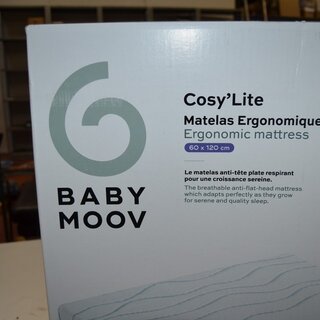 Cosy'Lite
Matelas Ergonomique
Ergonomic mattress
60 x 120 cm
Le matelas anti-tête plate respirant
pour une croissance sereine.
The breathable anti-flat-head mattress
which adapts perfectly as they grow
for serene and quality sleep.
BABY
MOOV